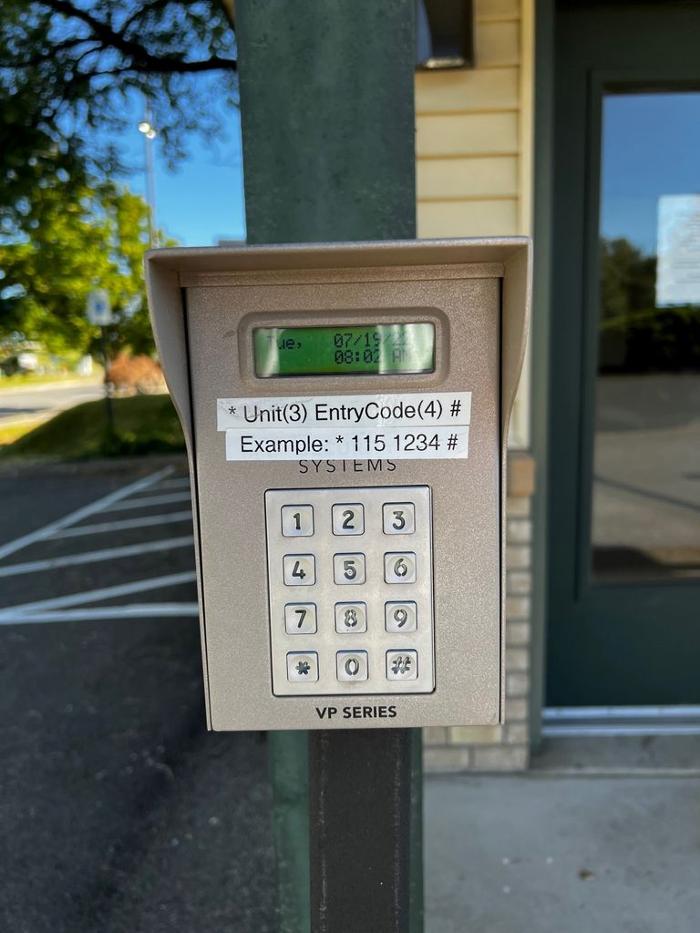 Tue, 07/19/22
08:02 AM
* Unit(3) EntryCode(4) #
Example: * 115 1234 #
SYSTEMS
1 2 3
4 5 6
7 8 9
* 0 #
VP SERIES